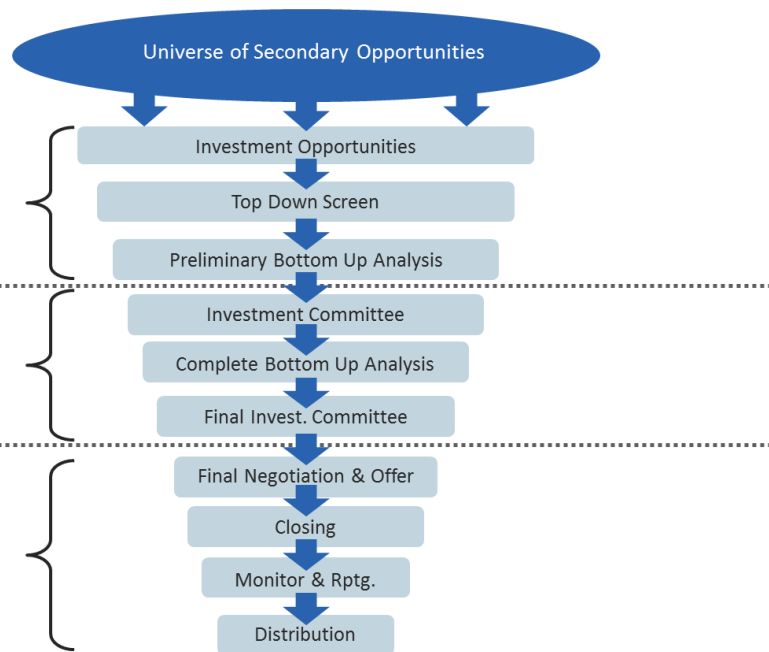 Universe of Secondary Opportunities
Investment Opportunities
Top Down Screen
Preliminary Bottom Up Analysis
Investment Committee
Complete Bottom Up Analysis
Final Invest. Committee
Final Negotiation & Offer
Closing
Monitor & Rptg.
Distribution